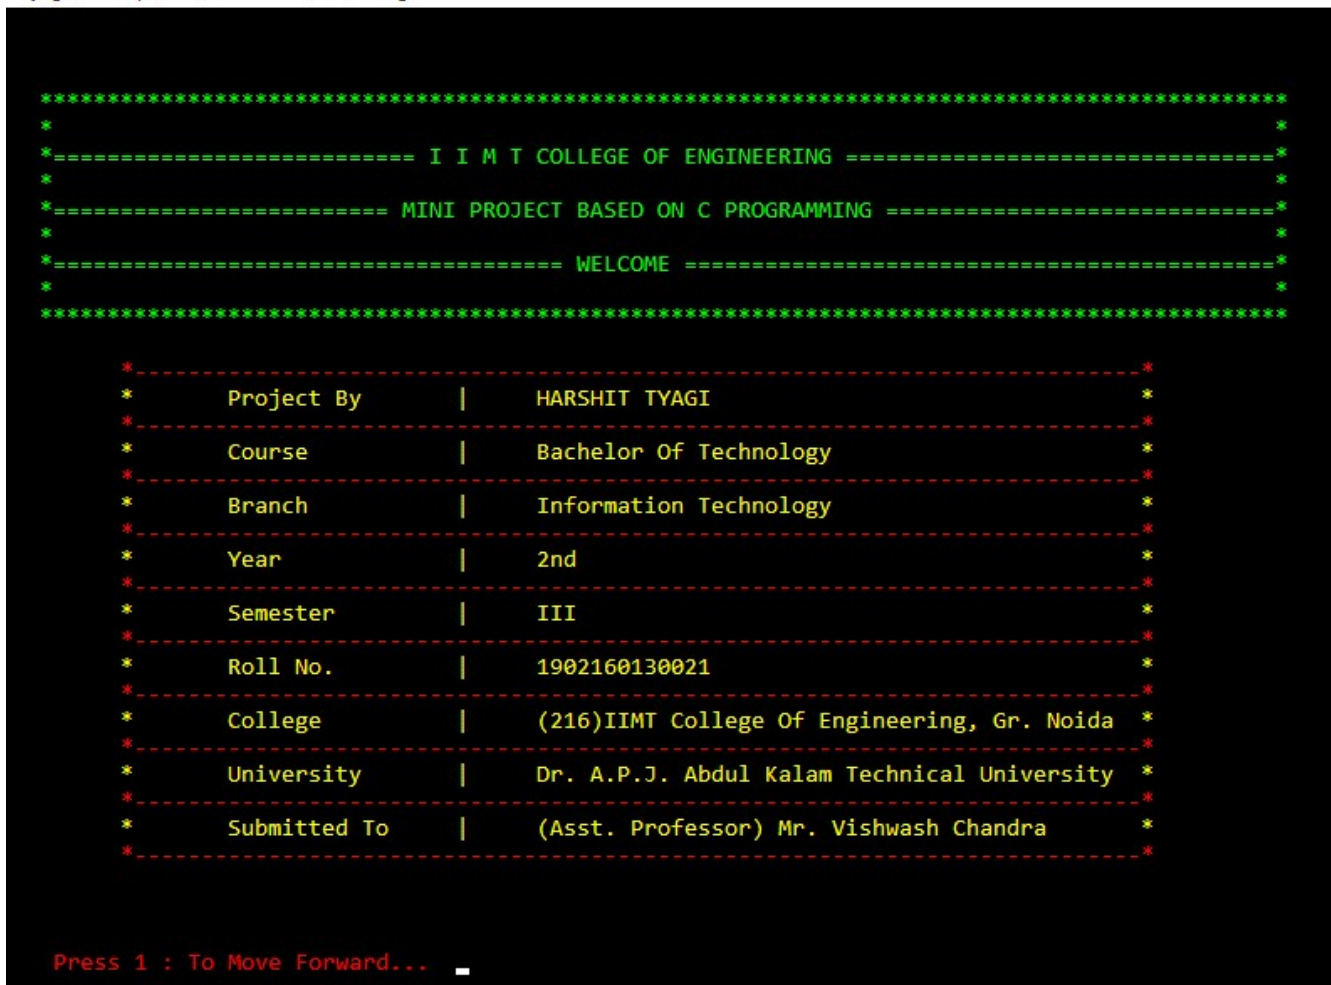 *********************************************************************************************
* *
*=========================== I I M T COLLEGE OF ENGINEERING ================================*
* *
*========================= MINI PROJECT BASED ON C PROGRAMMING =============================*
* *
*====================================== WELCOME ============================================*
* *
*********************************************************************************************
*---------------------------------------------------------------------------*
* Project By | HARSHIT TYAGI *
*---------------------------------------------------------------------------*
* Course | Bachelor Of Technology *
*---------------------------------------------------------------------------*
* Branch | Information Technology *
*---------------------------------------------------------------------------*
* Year | 2nd *
*---------------------------------------------------------------------------*
* Semester | III *
*---------------------------------------------------------------------------*
* Roll No. | 1902160130021 *
*---------------------------------------------------------------------------*
* College | (216)IIMT College Of Engineering, Gr. Noida *
*---------------------------------------------------------------------------*
* University | Dr. A.P.J. Abdul Kalam Technical University *
*---------------------------------------------------------------------------*
* Submitted To | (Asst. Professor) Mr. Vishwash Chandra *
*---------------------------------------------------------------------------*
Press 1 : To Move Forward... _